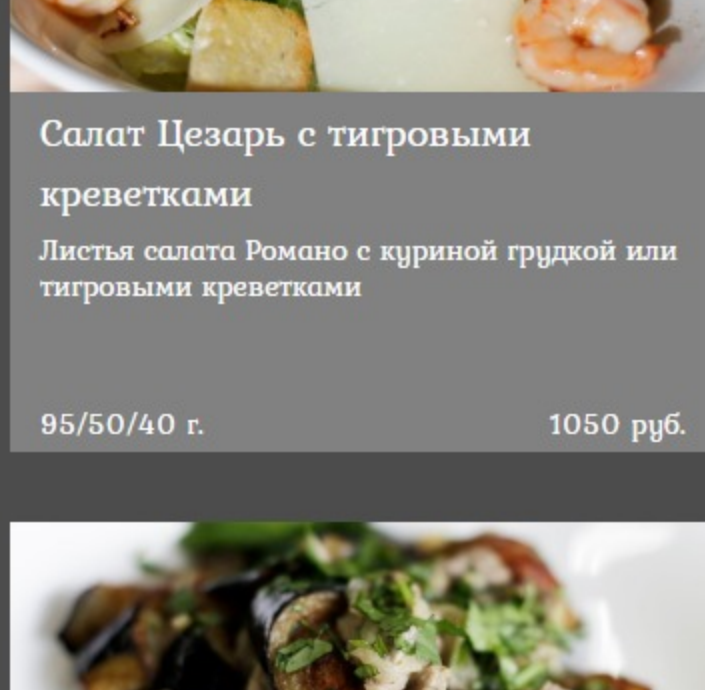 Салат Цезарь с тигровыми
креветками
Листья салата Романо с куриной грудкой или
тигровыми креветками
95/50/40 г.
1050 руб.